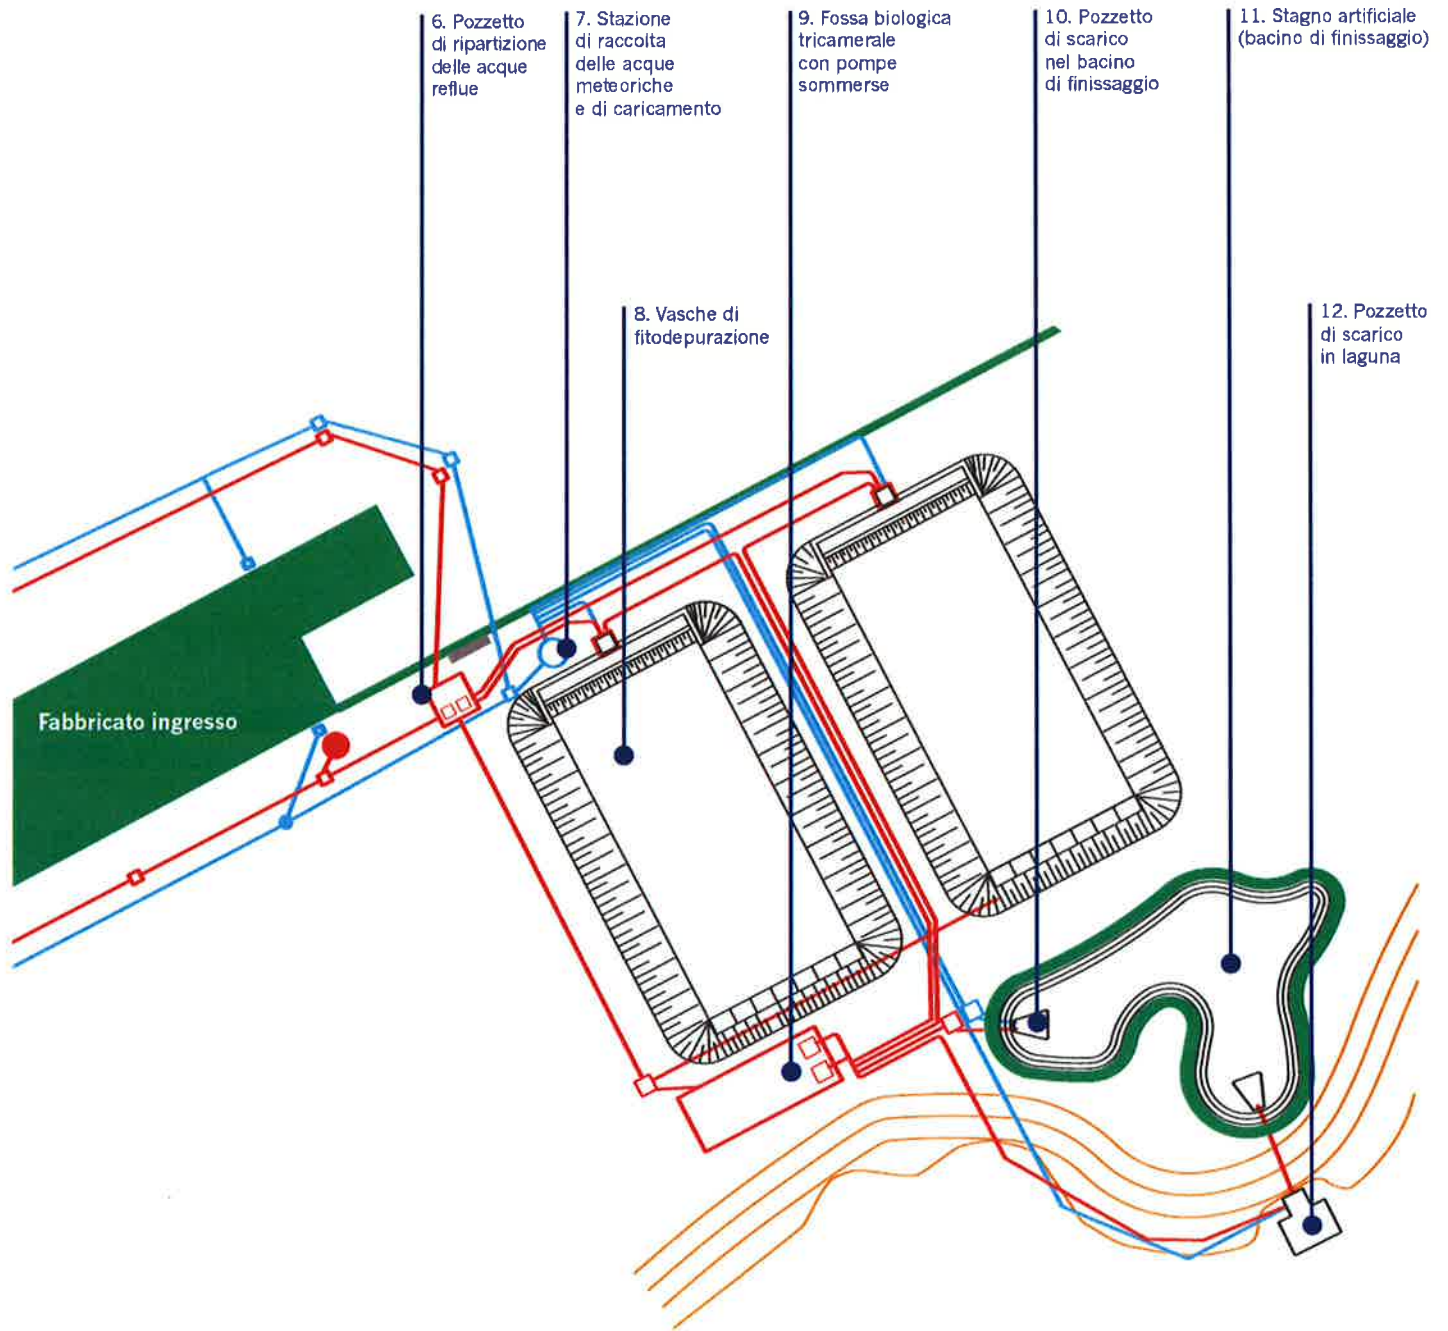 6. Pozzetto
di ripartizione
delle acque
reflue
7. Stazione
di raccolta
delle acque
meteoriche
e di caricamento
9. Fossa biologica
tricamerale
con pompe
sommerse
10. Pozzetto
di scarico
nel bacino
di finissaggio
11. Stagno artificiale
(bacino di finissaggio)
8. Vasche di
fitodepurazione
12. Pozzetto
di scarico
in laguna
Fabbricato ingresso